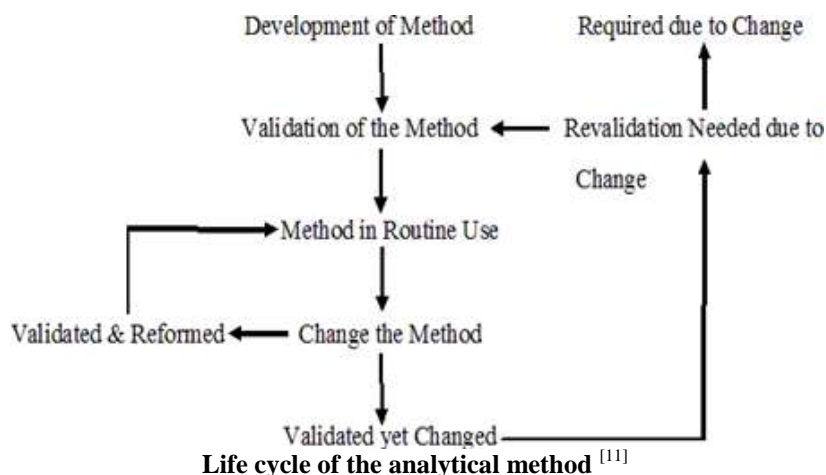 Development of Method
Required due to Change
Validation of the Method
Revalidation Needed due to
Change
Method in Routine Use
Validated & Reformed
Change the Method
Validated yet Changed
Life cycle of the analytical method [11]